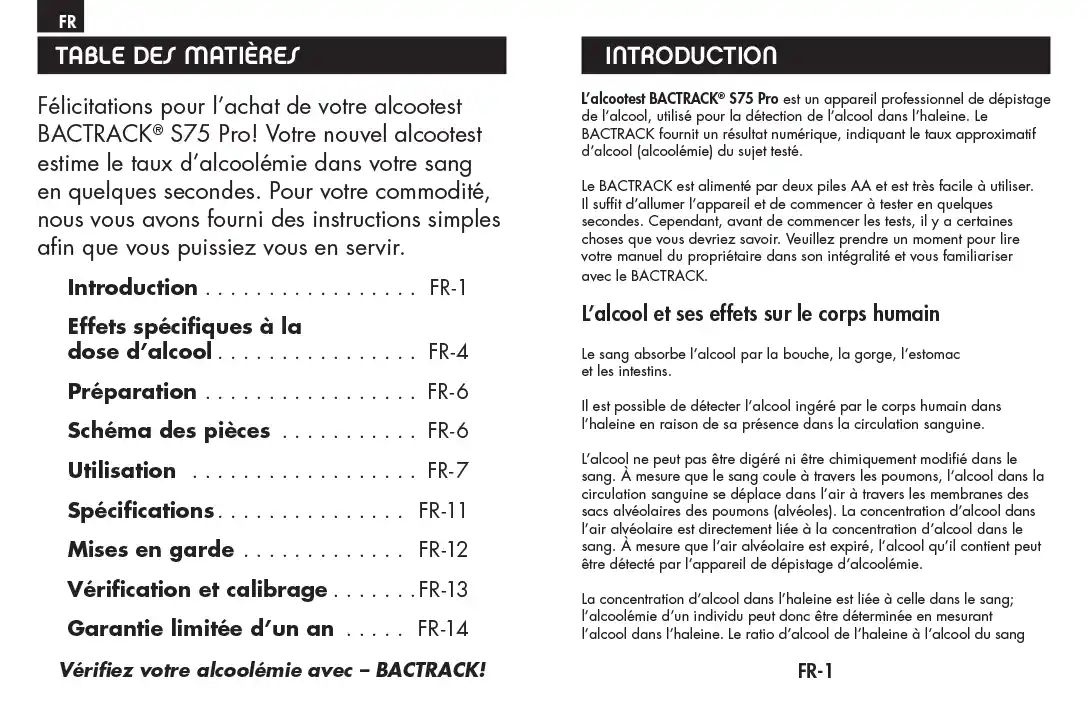 FR
TABLE DES MATIÈRES
Félicitations pour l’achat de votre alcootest
BACTRACK® S75 Pro! Votre nouvel alcootest
estime le taux d’alcoolémie dans votre sang
en quelques secondes. Pour votre commodité,
nous vous avons fourni des instructions simples
afin que vous puissiez vous en servir.
Introduction . . . . . . . . . . . . . . . . . FR-1
Effets spécifiques à la
dose d’alcool . . . . . . . . . . . . . . . . FR-4
Préparation . . . . . . . . . . . . . . . . . FR-6
Schéma des pièces . . . . . . . . . . . FR-6
Utilisation . . . . . . . . . . . . . . . . . . FR-7
Spécifications . . . . . . . . . . . . . . . FR-11
Mises en garde . . . . . . . . . . . . . FR-12
Vérification et calibrage . . . . . . . FR-13
Garantie limitée d’un an . . . . . FR-14
Vérifiez votre alcoolémie avec – BACTRACK!
INTRODUCTION
L’alcootest BACTRACK® S75 Pro est un appareil professionnel de dépistage
de l’alcool, utilisé pour la détection de l’alcool dans l’haleine. Le
BACTRACK fournit un résultat numérique, indiquant le taux approximatif
d’alcool (alcoolémie) du sujet testé.
Le BACTRACK est alimenté par deux piles AA et est très facile à utiliser.
Il suffit d’allumer l’appareil et de commencer à tester en quelques
secondes. Cependant, avant de commencer les tests, il y a certaines
choses que vous devriez savoir. Veuillez prendre un moment pour lire
votre manuel du propriétaire dans son intégralité et vous familiariser
avec le BACTRACK.
L’alcool et ses effets sur le corps humain
Le sang absorbe l’alcool par la bouche, la gorge, l’estomac
et les intestins.
Il est possible de détecter l’alcool ingéré par le corps humain dans
l’haleine en raison de sa présence dans la circulation sanguine.
L’alcool ne peut pas être digéré ni être chimiquement modifié dans le
sang. À mesure que le sang coule à travers les poumons, l’alcool dans la
circulation sanguine se déplace dans l’air à travers les membranes des
sacs alvéolaires des poumons (alvéoles). La concentration d’alcool dans
l’air alvéolaire est directement liée à la concentration d’alcool dans le
sang. À mesure que l’air alvéolaire est expiré, l’alcool qu’il contient peut
être détecté par l’appareil de dépistage d’alcoolémie.
La concentration d’alcool dans l’haleine est liée à celle dans le sang;
l’alcoolémie d’un individu peut donc être déterminée en mesurant
l’alcool dans l’haleine. Le ratio d’alcool de l’haleine à l’alcool du sang
FR-1